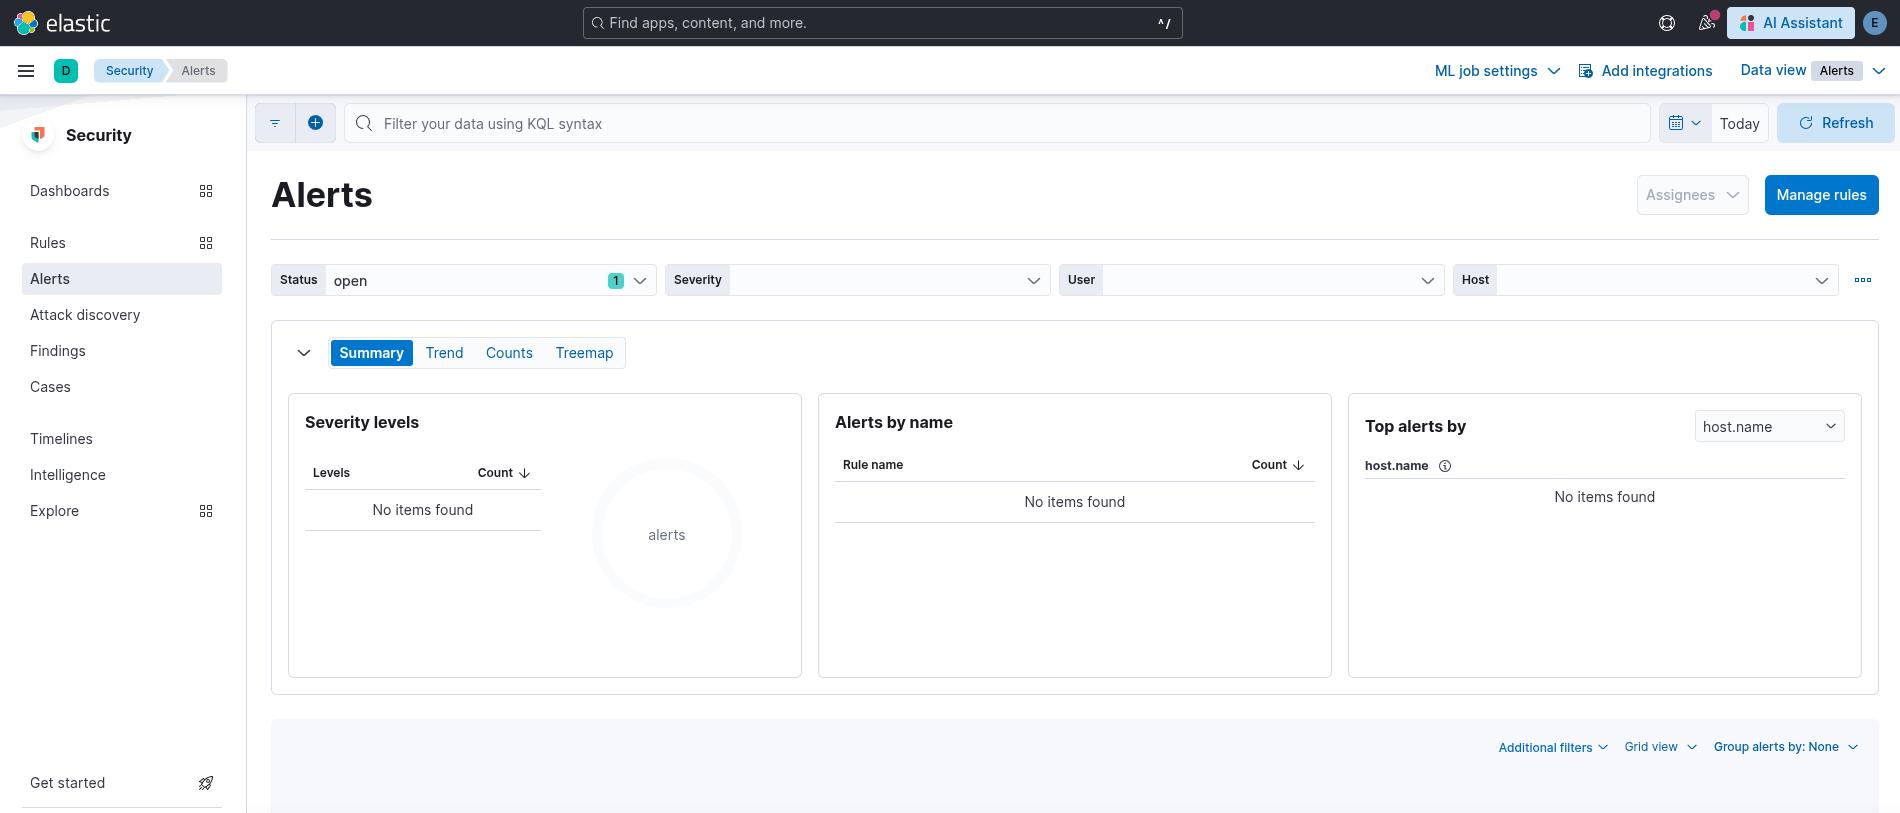 elastic
Find apps, content, and more.
^/
AI Assistant
E
D
Security
Alerts
ML job settings
Add integrations
Data view
Alerts
Security
Filter your data using KQL syntax
Today
Refresh
Dashboards
Rules
Alerts
Attack discovery
Findings
Cases
Timelines
Intelligence
Explore
Get started
Alerts
Assignees
Manage rules
Status
open
1
Severity
User
Host
Summary
Trend
Counts
Treemap
Severity levels
Levels
Count
No items found
alerts
Alerts by name
Rule name
Count
No items found
Top alerts by
host.name
host.name
No items found
Additional filters
Grid view
Group alerts by: None